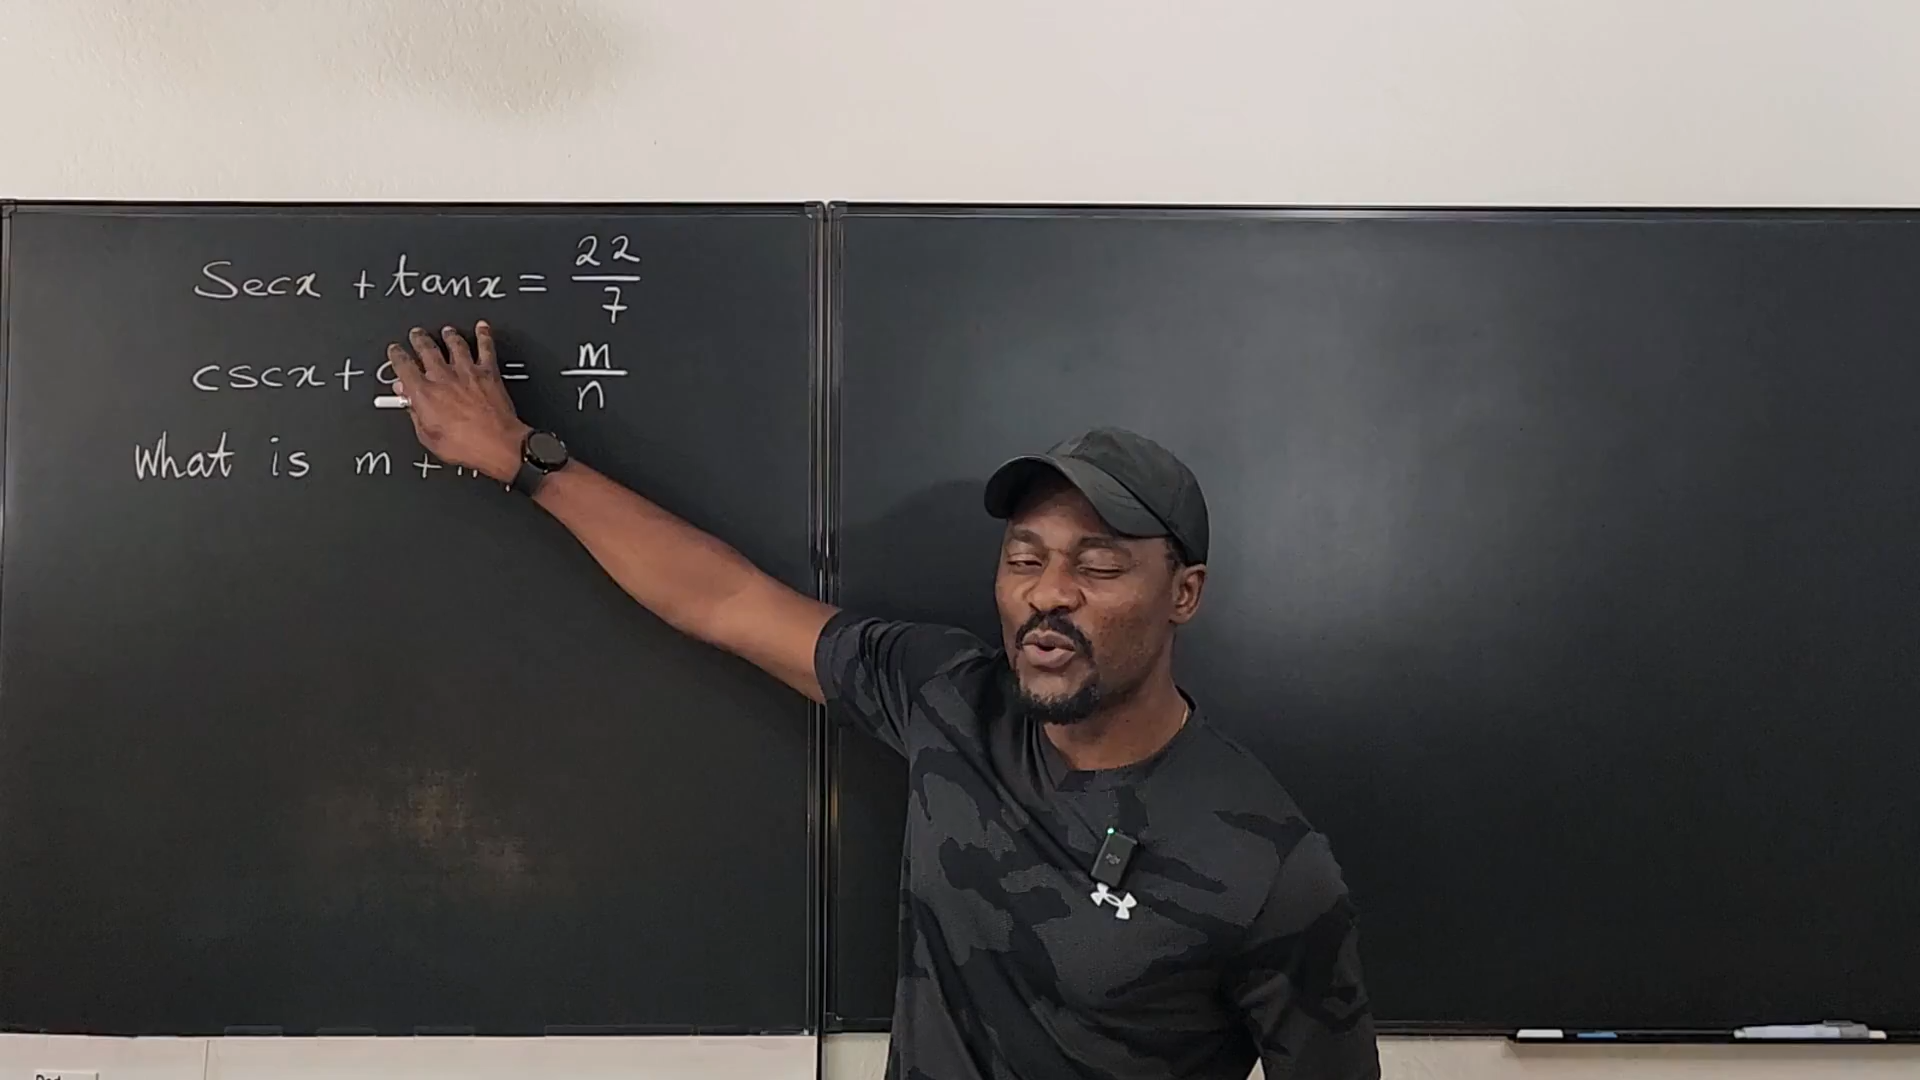 Secx + tanx = 22/7
cscx + = m/n
What is m +